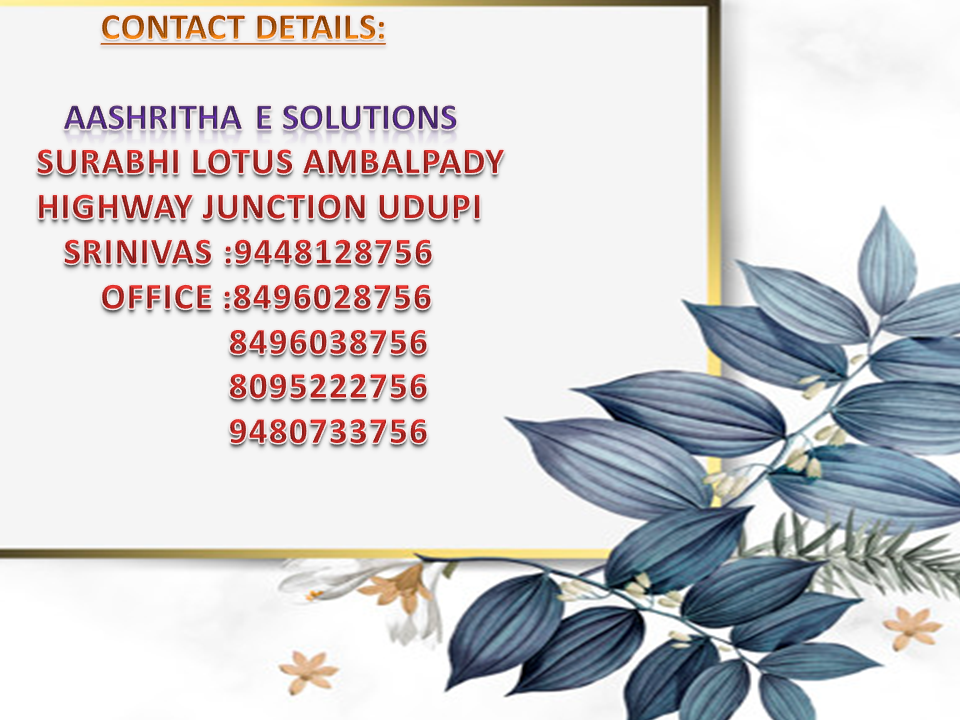 CONTACT DETAILS:
AASHRITHA E SOLUTIONS
SURABHI LOTUS AMBALPADY
HIGHWAY JUNCTION UDUPI
SRINIVAS :9448128756
OFFICE :8496028756
8496038756
8095222756
9480733756